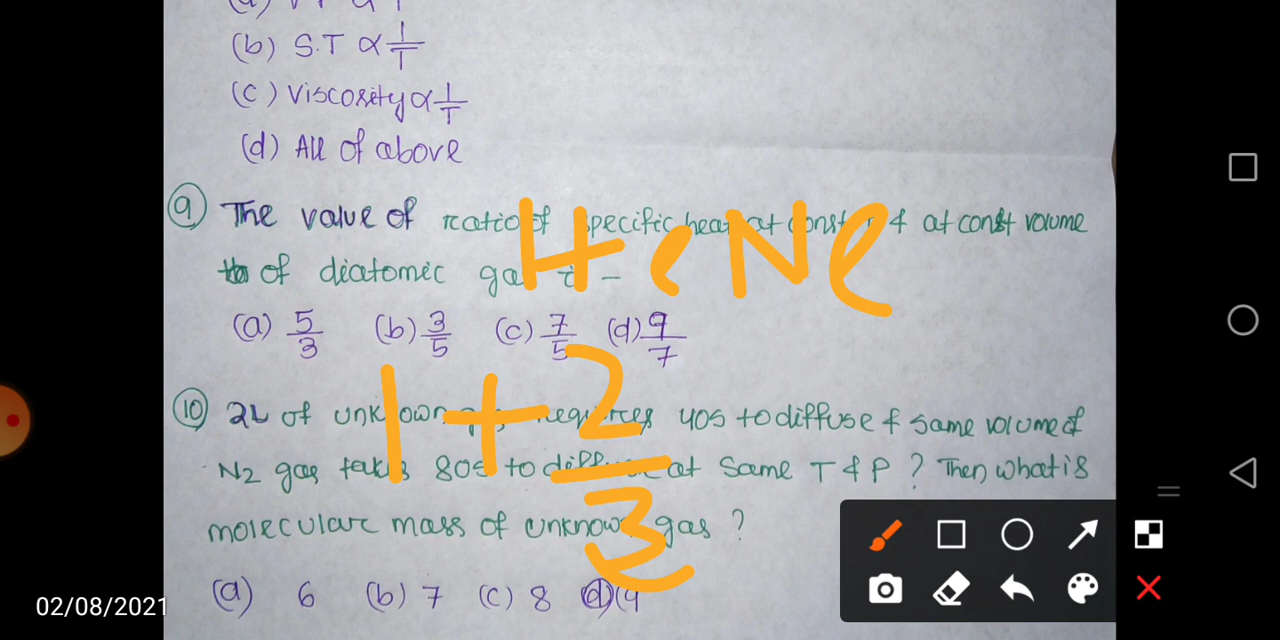 (b) S.T ∝ 1/T
(c) Viscosity ∝ 1/T
(d) All of above
⑨ The value of ratio of specific heat at const & at const volume
of diatomic gas is –
He Ne
(a) 5/3 (b) 3/5 (c) 7/5 (d) 9/7
1 + 2/3
⑩ 2L of unknown gas requires 40s to diffuse & same volume of
N2 gas takes 80s to diffuse at same T & P ? Then what is
molecular mass of unknown gas ?
(a) 6 (b) 7 (c) 8 (d)
02/08/2021